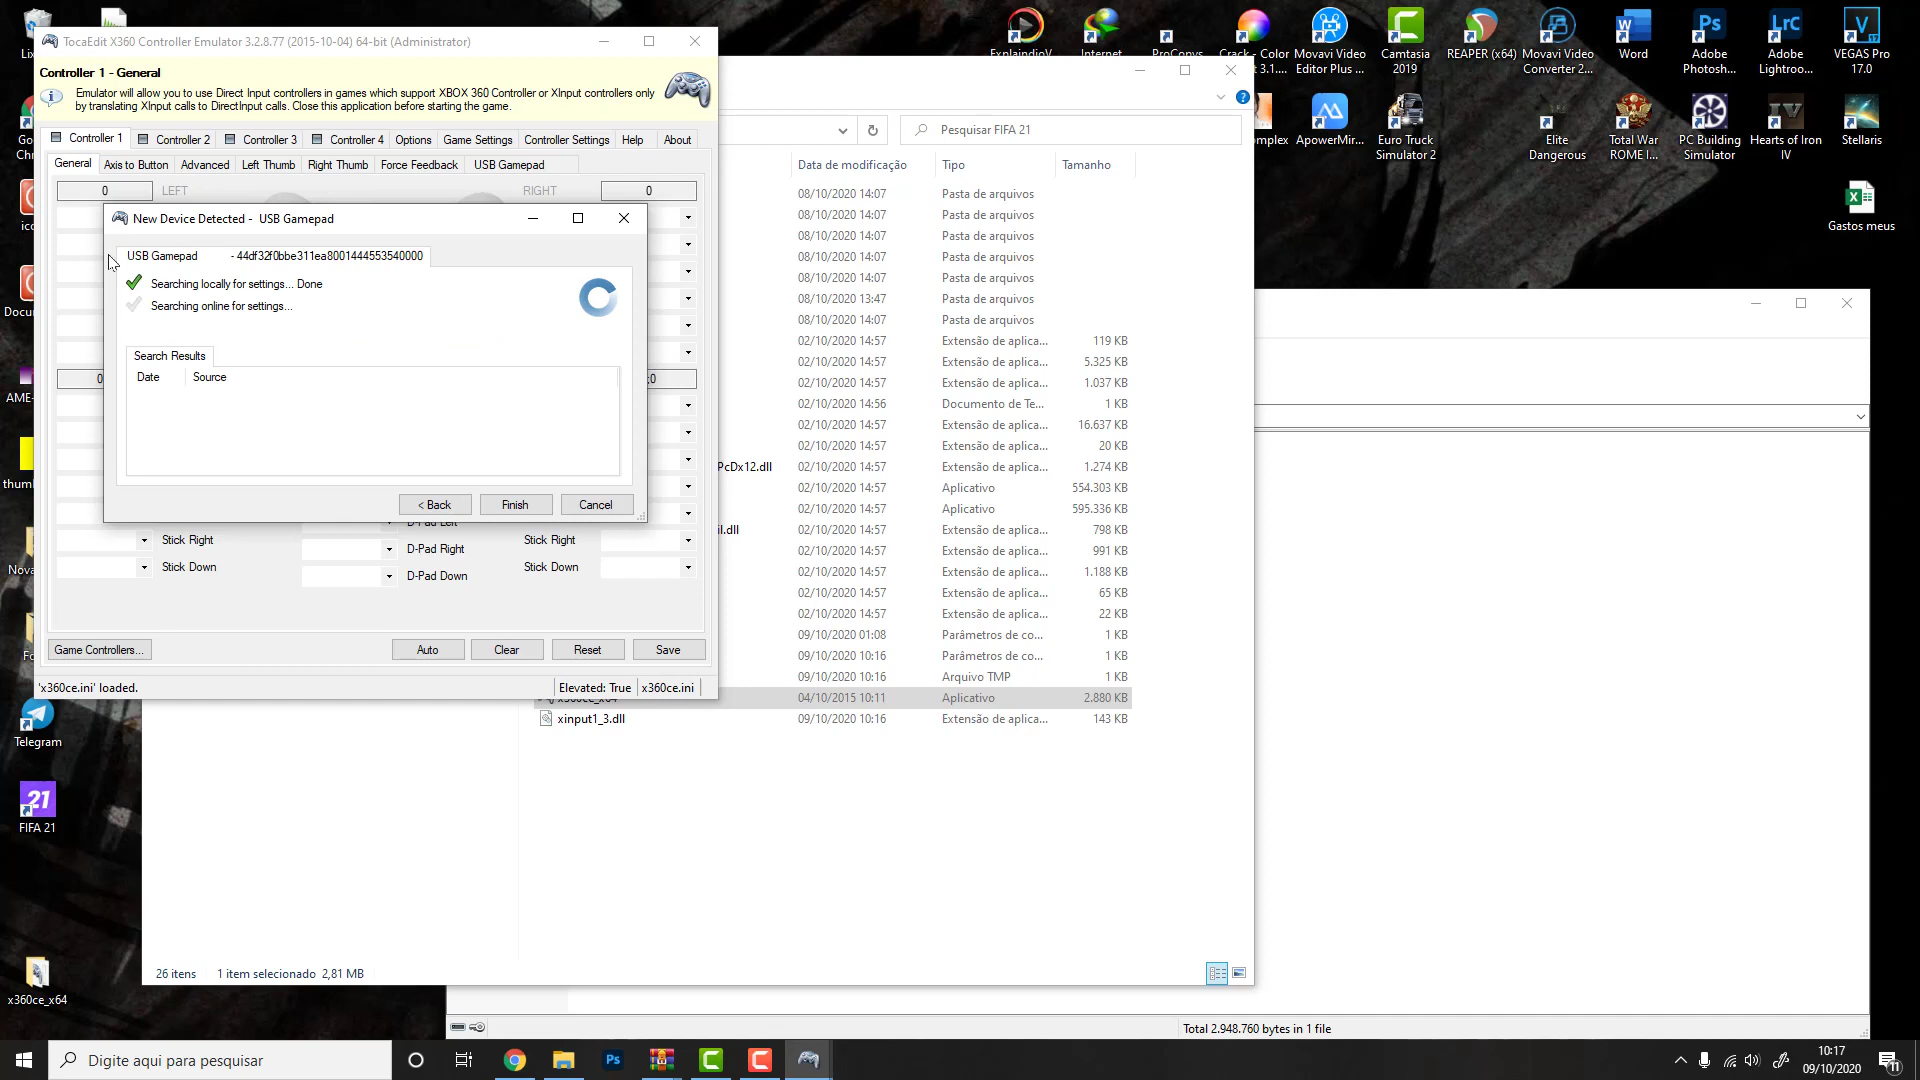 TocaEdit X360 Controller Emulator 3.2.8.77 (2015-10-04) 64-bit (Administrator)
Controller 1 - General
Emulator will allow you to use Direct Input controllers in games which support XBOX 360 Controller or XInput controllers only
by translating XInput calls to DirectInput calls. Close this application before starting the game.
Controller 1
Controller 2
Controller 3
Controller 4
Options
Game Settings
Controller Settings
Help
About
General
Axis to Button
Advanced
Left Thumb
Right Thumb
Force Feedback
USB Gamepad
0
LEFT
RIGHT
0
New Device Detected - USB Gamepad
USB Gamepad - 44df32f0bbe311ea8001444553540000
Searching locally for settings... Done
Searching online for settings...
Search Results
Date
Source
< Back
Finish
Cancel
Stick Right
D-Pad Right
Stick Right
Stick Down
D-Pad Down
Stick Down
Game Controllers...
Auto
Clear
Reset
Save
'x360ce.ini' loaded.
Elevated: True
x360ce.ini
Pesquisar FIFA 21
Data de modificação
Tipo
Tamanho
08/10/2020 14:07 Pasta de arquivos
08/10/2020 14:07 Pasta de arquivos
08/10/2020 14:07 Pasta de arquivos
08/10/2020 14:07 Pasta de arquivos
08/10/2020 14:07 Pasta de arquivos
08/10/2020 13:47 Pasta de arquivos
08/10/2020 14:07 Pasta de arquivos
02/10/2020 14:57 Extensão de aplica... 119 KB
02/10/2020 14:57 Extensão de aplica... 5.325 KB
02/10/2020 14:57 Extensão de aplica... 1.037 KB
02/10/2020 14:56 Documento de Te... 1 KB
02/10/2020 14:57 Extensão de aplica... 16.637 KB
02/10/2020 14:57 Extensão de aplica... 20 KB
PcDx12.dll 02/10/2020 14:57 Extensão de aplica... 1.274 KB
02/10/2020 14:57 Aplicativo 554.303 KB
02/10/2020 14:57 Aplicativo 595.336 KB
il.dll 02/10/2020 14:57 Extensão de aplica... 798 KB
02/10/2020 14:57 Extensão de aplica... 991 KB
02/10/2020 14:57 Extensão de aplica... 1.188 KB
02/10/2020 14:57 Extensão de aplica... 65 KB
02/10/2020 14:57 Extensão de aplica... 22 KB
09/10/2020 01:08 Parâmetros de co... 1 KB
09/10/2020 10:16 Parâmetros de co... 1 KB
09/10/2020 10:16 Arquivo TMP 1 KB
x360ce_x64 04/10/2015 10:11 Aplicativo 2.880 KB
xinput1_3.dll 09/10/2020 10:16 Extensão de aplica... 143 KB
26 itens 1 item selecionado 2,81 MB
Total 2.948.760 bytes in 1 file
ExplaindioV
Internet
ProConvs
Crack - Color
3.1....
Movavi Video
Editor Plus ...
Camtasia
2019
REAPER (x64)
Movavi Video
Converter 2...
Word
Adobe
Photosh...
Adobe
Lightroo...
VEGAS Pro
17.0
omplex
ApowerMir...
Euro Truck
Simulator 2
Elite
Dangerous
Total War
ROME I...
PC Building
Simulator
Hearts of Iron
IV
Stellaris
Gastos meus
Telegram
21
FIFA 21
x360ce_x64
Digite aqui para pesquisar
10:17
09/10/2020
11